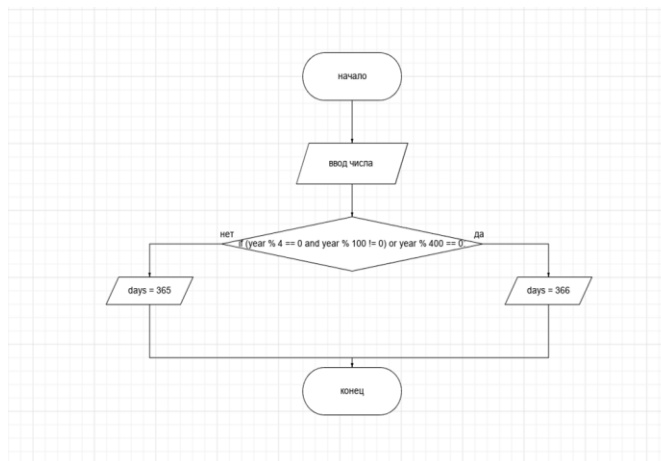 начало
ввод числа
нет
да
if (year % 4 == 0 and year % 100 != 0) or year % 400 == 0:
days = 365
days = 366
конец